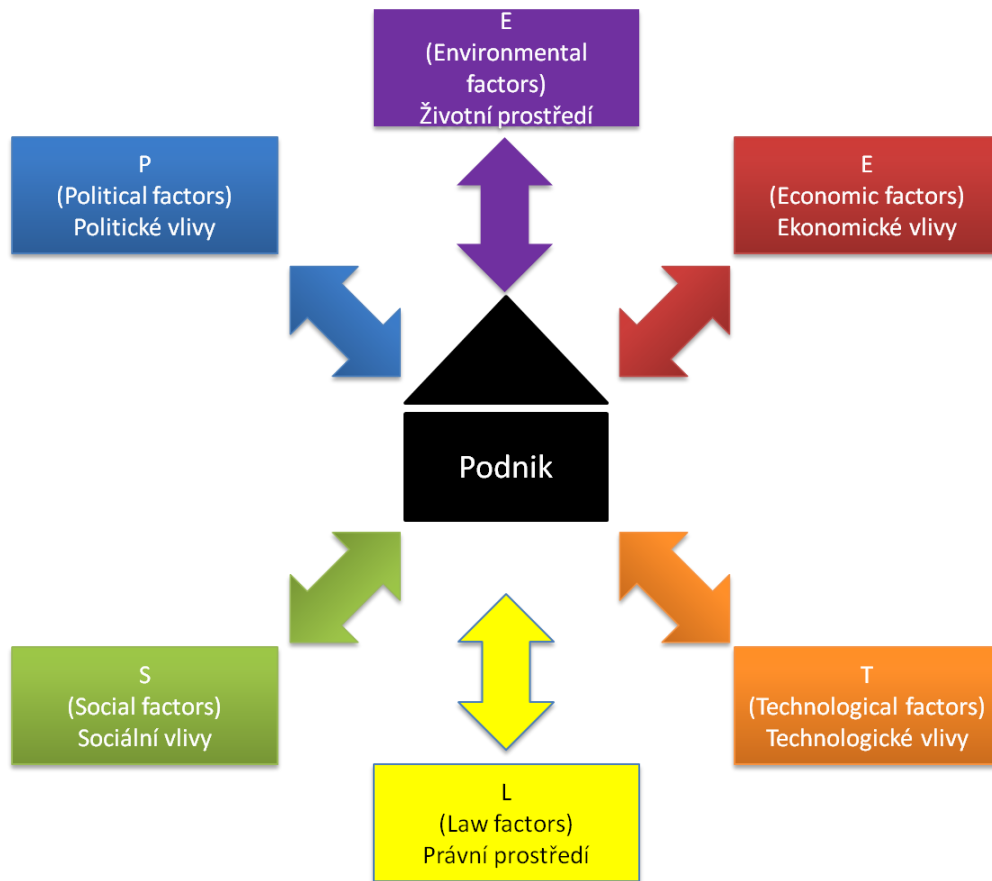 E
(Environmental
factors)
Životní prostředí
P
(Political factors)
Politické vlivy
E
(Economic factors)
Ekonomické vlivy
Podnik
S
(Social factors)
Sociální vlivy
T
(Technological factors)
Technologické vlivy
L
(Law factors)
Právní prostředí